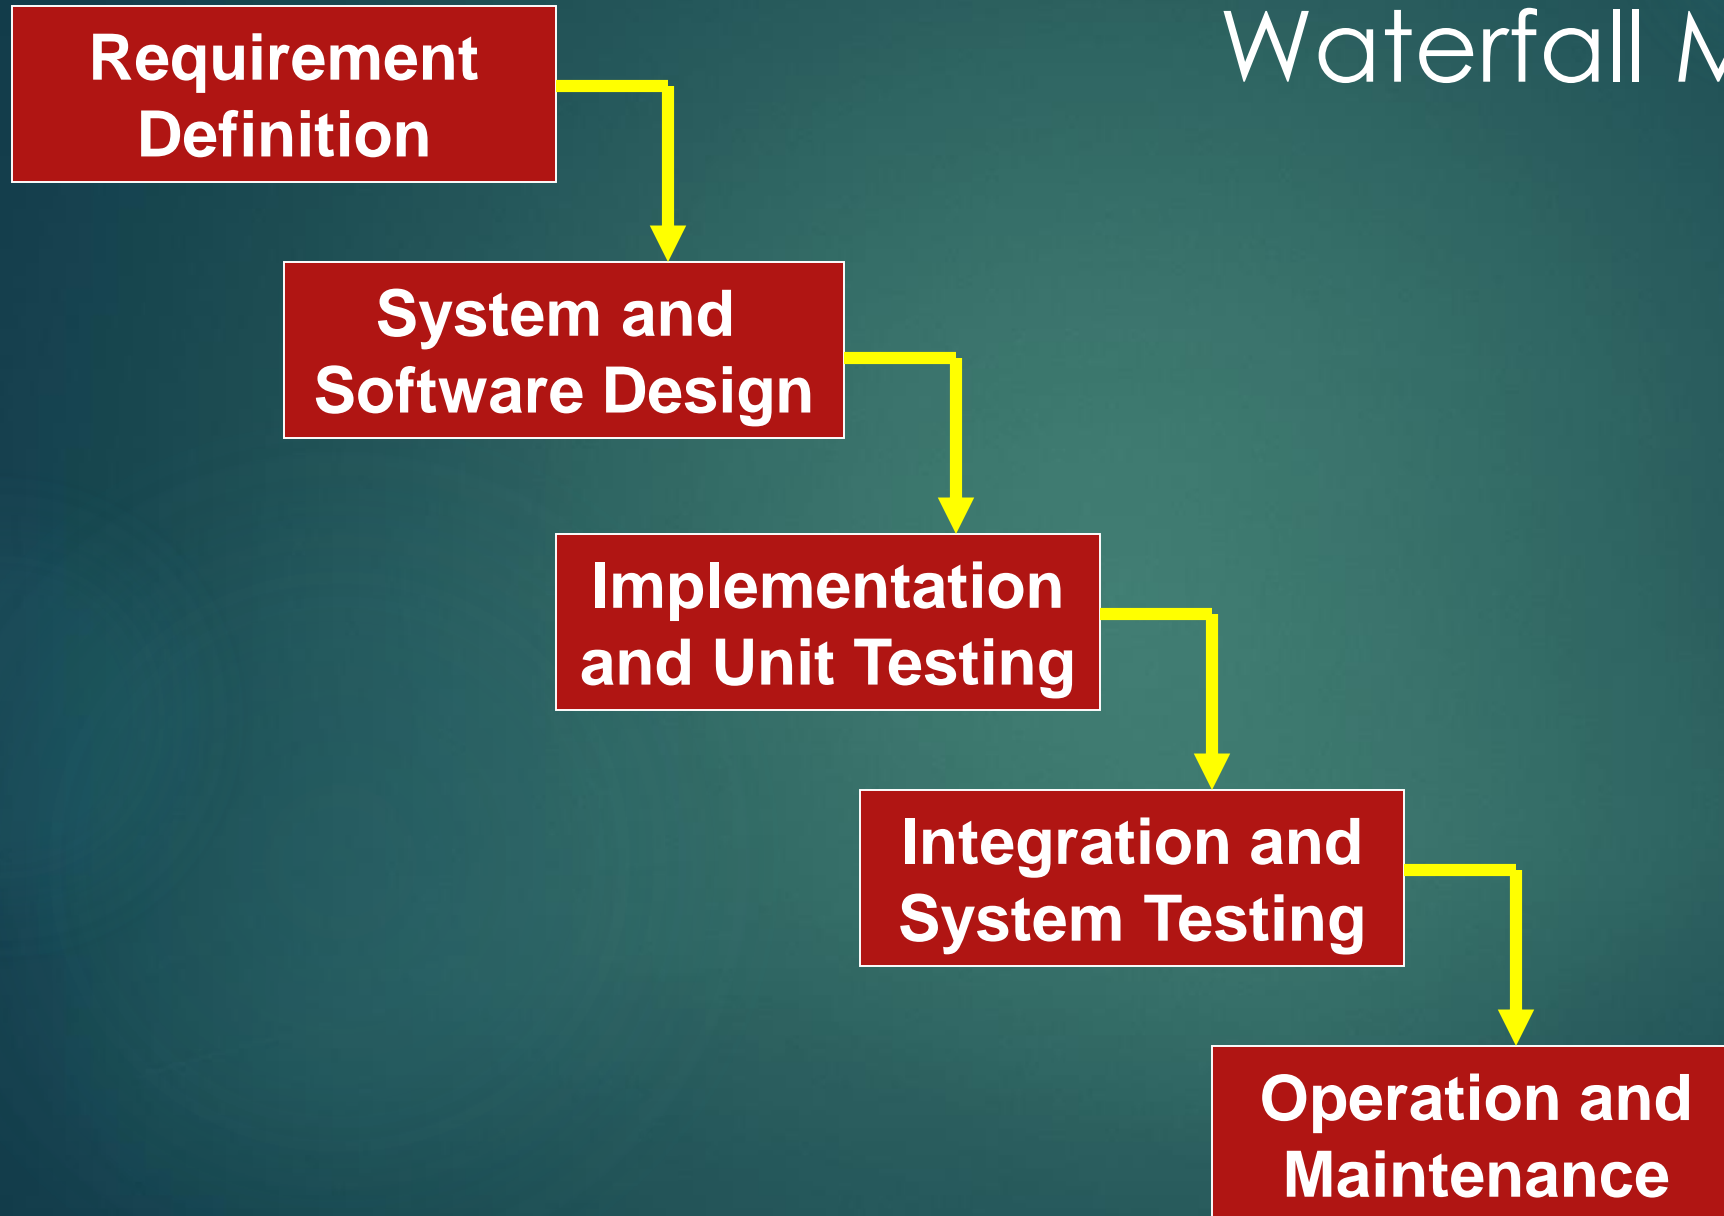 Waterfall M
Requirement
Definition
System and
Software Design
Implementation
and Unit Testing
Integration and
System Testing
Operation and
Maintenance